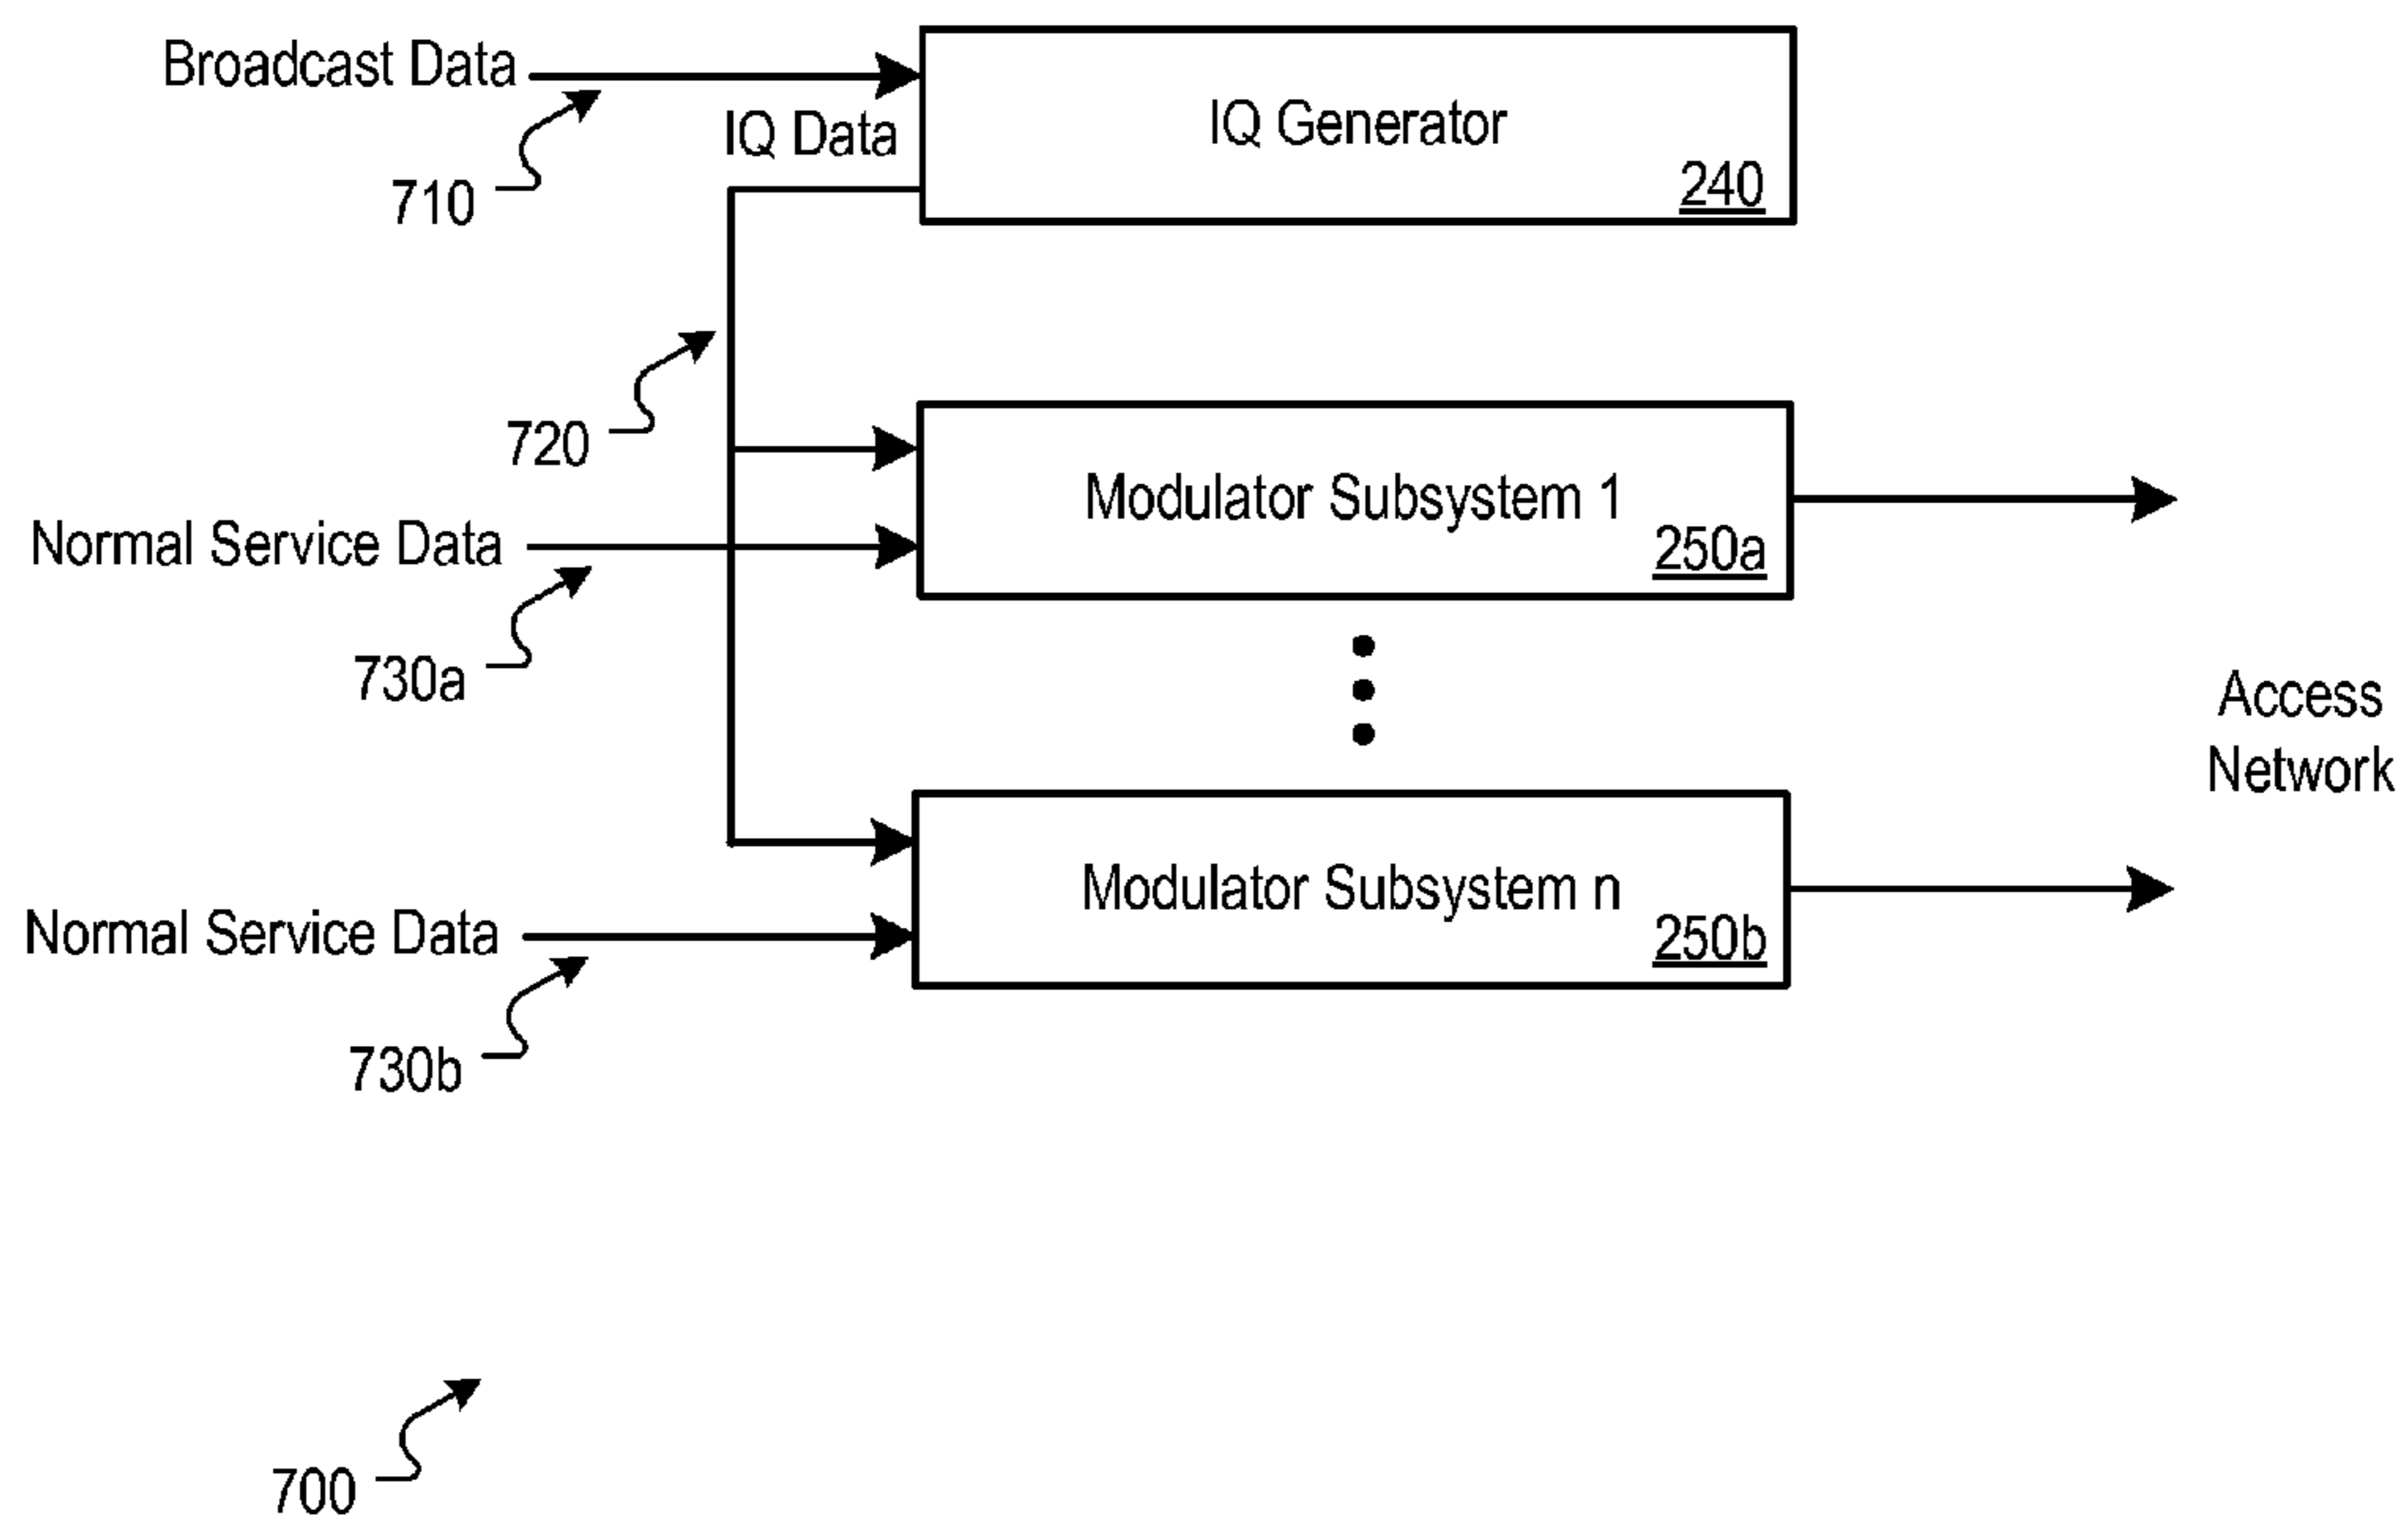 Broadcast Data
IQ Data
IQ Generator
240
710
720
Modulator Subsystem 1
250a
Normal Service Data
730a
Access
Network
Modulator Subsystem n
250b
Normal Service Data
730b
700